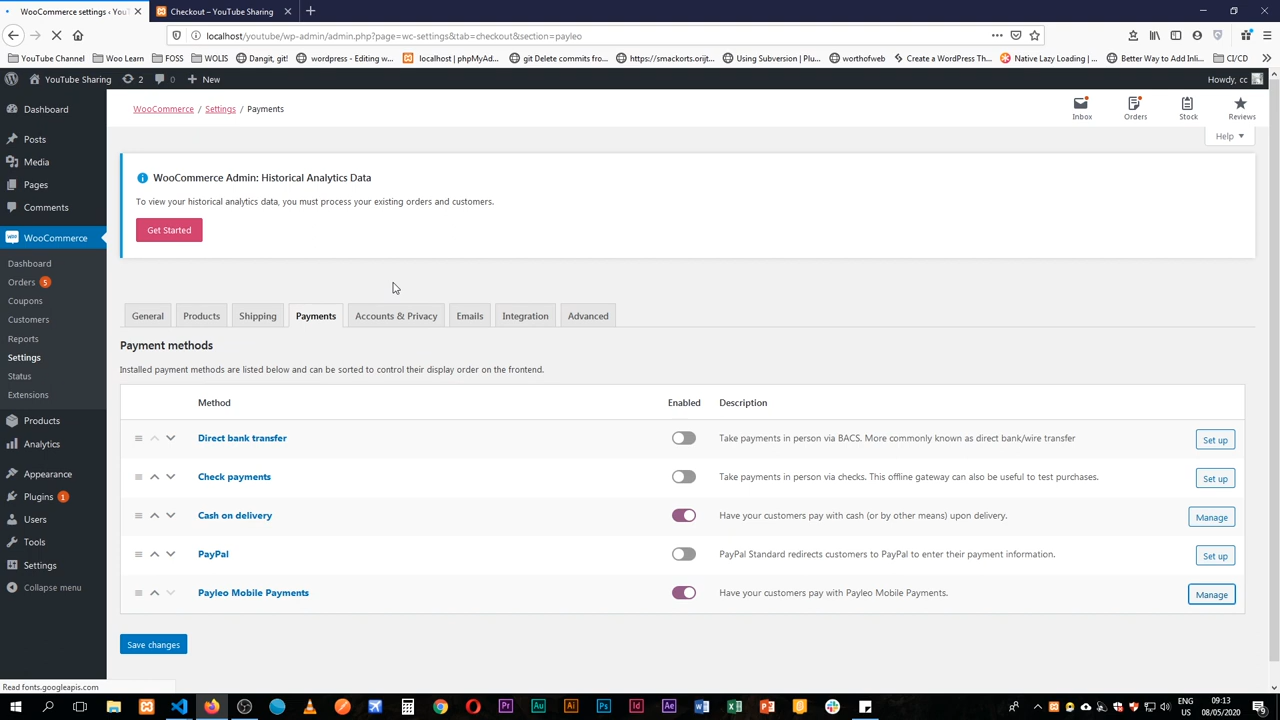 WooCommerce settings ‹ You
Checkout – YouTube Sharing
localhost/youtube/wp-admin/admin.php?page=wc-settings&tab=checkout&section=payleo
YouTube Channel
Woo Learn
FOSS
WOLIS
Dangit, git!
wordpress - Editing w...
localhost | phpMyAd...
git Delete commits fro...
https://smackorts.orijt...
Using Subversion | Plu...
worthofweb
Create a WordPress Th...
Native Lazy Loading | ...
Better Way to Add Inli...
CI/CD
YouTube Sharing
2
0
New
Howdy, cc
Dashboard
Posts
Media
Pages
Comments
WooCommerce
Dashboard
Orders 5
Coupons
Customers
Reports
Settings
Status
Extensions
Products
Analytics
Appearance
Plugins 1
Users
Tools
Settings
Collapse menu
WooCommerce / Settings / Payments
Inbox
Orders
Stock
Reviews
Help
WooCommerce Admin: Historical Analytics Data
To view your historical analytics data, you must process your existing orders and customers.
Get Started
General
Products
Shipping
Payments
Accounts & Privacy
Emails
Integration
Advanced
Payment methods
Installed payment methods are listed below and can be sorted to control their display order on the frontend.
Method
Enabled
Description
Direct bank transfer
Take payments in person via BACS. More commonly known as direct bank/wire transfer
Set up
Check payments
Take payments in person via checks. This offline gateway can also be useful to test purchases.
Set up
Cash on delivery
Have your customers pay with cash (or by other means) upon delivery.
Manage
PayPal
PayPal Standard redirects customers to PayPal to enter their payment information.
Set up
Payleo Mobile Payments
Have your customers pay with Payleo Mobile Payments.
Manage
Save changes
Read fonts.googleapis.com
Pr
Au
Ai
Ps
Id
Ae
ENG
US
09:13
08/05/2020